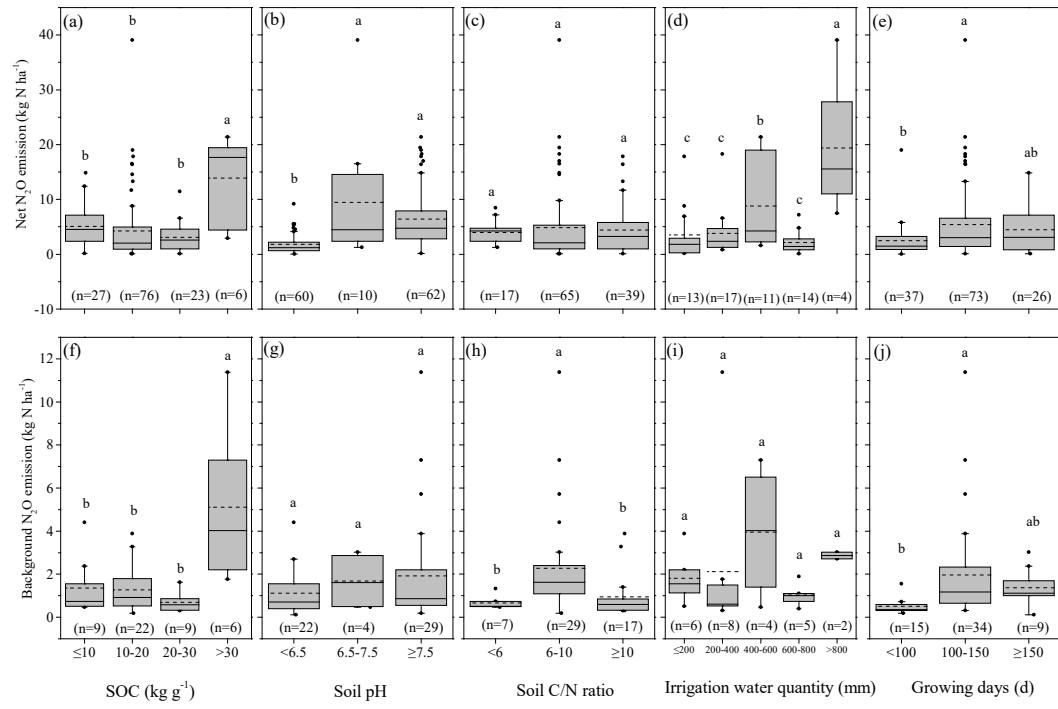 (a) (b) (c) (d) (e)
Net N₂O emission (kg N ha⁻¹)
40
30
20
10
0
-10
b b b a
b a a
a a a
c c b c a
b a ab
(n=27) (n=76) (n=23) (n=6)
(n=60) (n=10) (n=62)
(n=17) (n=65) (n=39)
(n=13) (n=17) (n=11) (n=14) (n=4)
(n=37) (n=73) (n=26)
(f) (g) (h) (i) (j)
Background N₂O emission (kg N ha⁻¹)
12
10
8
6
4
2
0
b b b a
a a a
b a b
a a a a a
b a ab
(n=9) (n=22) (n=9) (n=6)
(n=22) (n=4) (n=29)
(n=7) (n=29) (n=17)
(n=6) (n=8) (n=4) (n=5) (n=2)
(n=15) (n=34) (n=9)
≤10 10-20 20-30 >30
<6.5 6.5-7.5 ≥7.5
<6 6-10 ≥10
≤200 200-400 400-600 600-800 >800
<100 100-150 ≥150
SOC (kg g⁻¹)
Soil pH
Soil C/N ratio
Irrigation water quantity (mm)
Growing days (d)